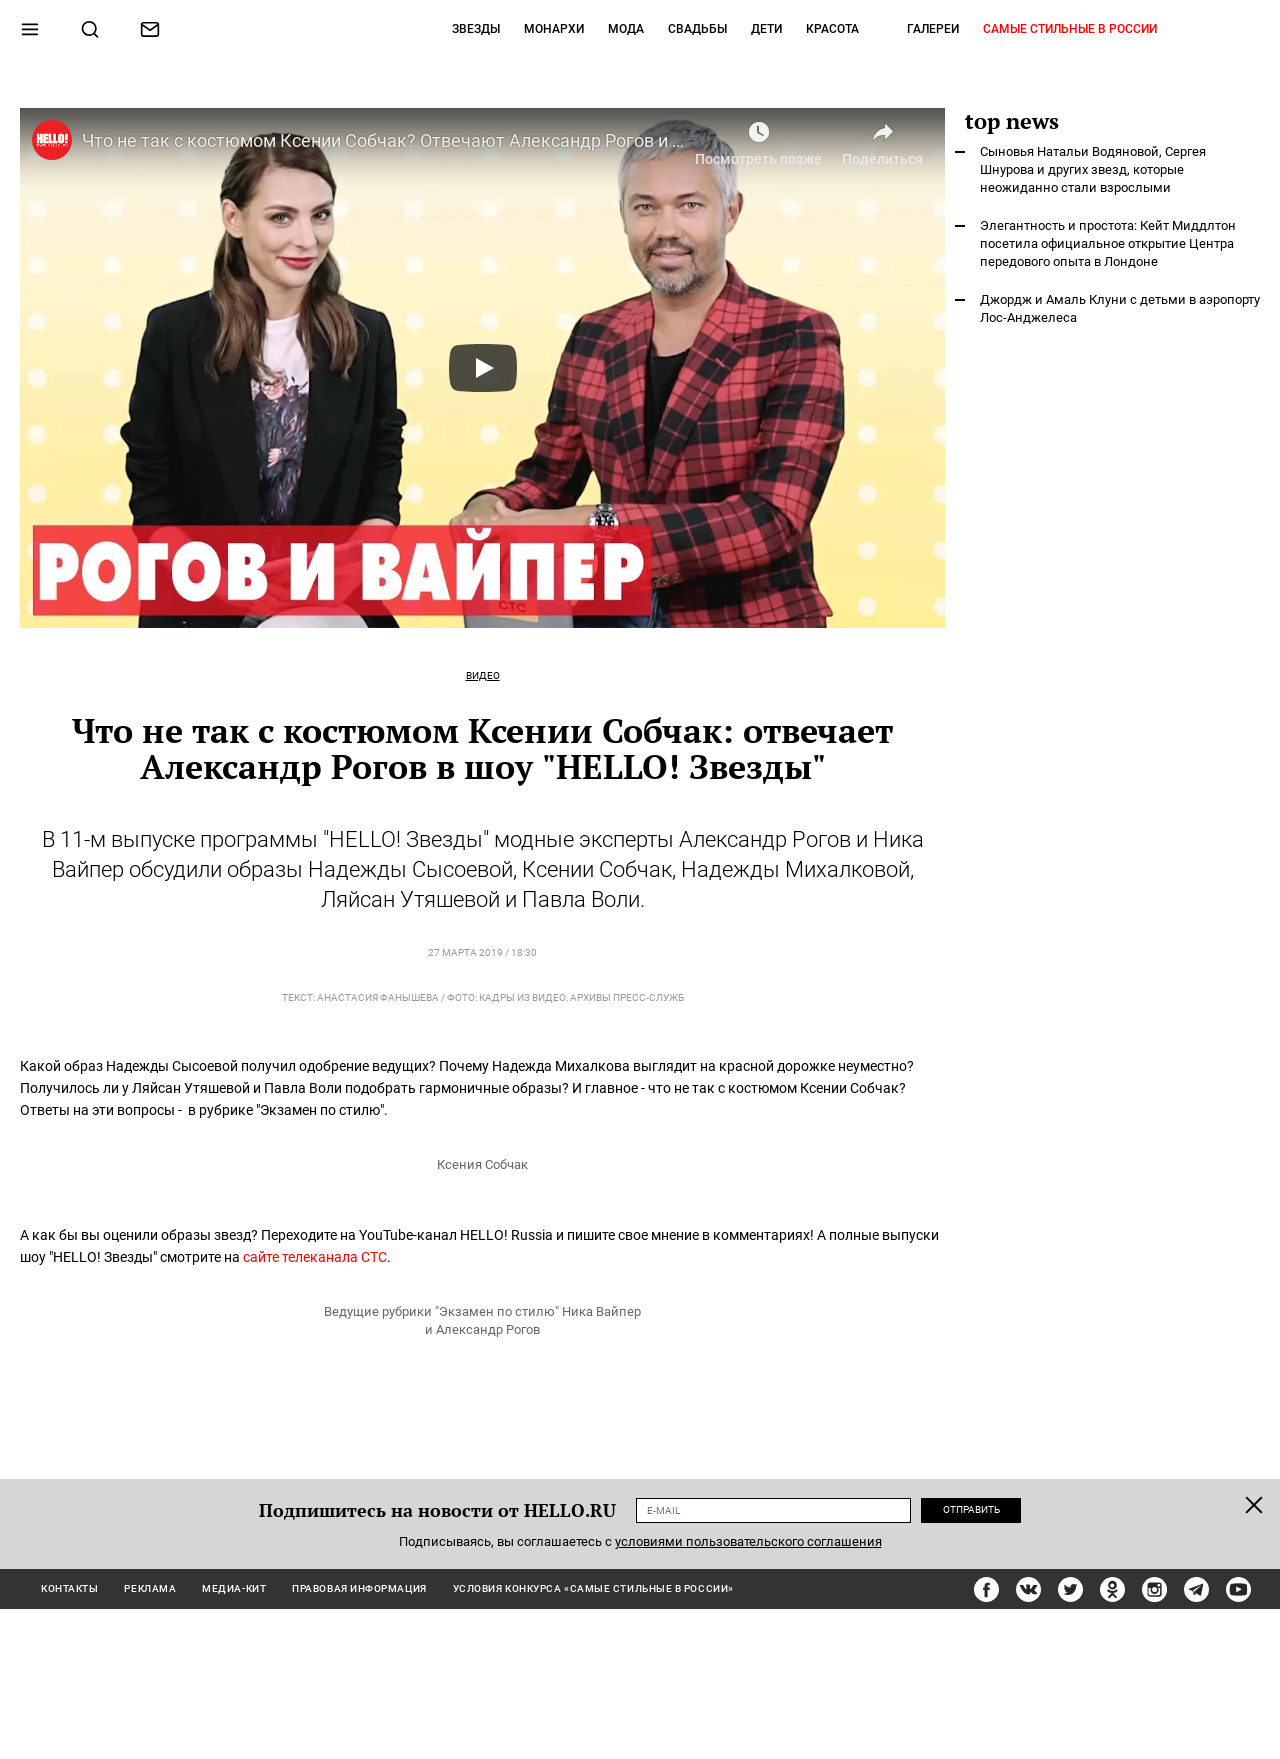 ЗВЕЗДЫ МОНАРХИ МОДА СВАДЬБЫ ДЕТИ КРАСОТА ГАЛЕРЕИ САМЫЕ СТИЛЬНЫЕ В РОССИИ
HELLO!
Что не так с костюмом Ксении Собчак? Отвечают Александр Рогов и ...
Посмотреть позже Поделиться
РОГОВ И ВАЙПЕР
СТС
top news
Сыновья Натальи Водяновой, Сергея
Шнурова и других звезд, которые
неожиданно стали взрослыми
Элегантность и простота: Кейт Миддлтон
посетила официальное открытие Центра
передового опыта в Лондоне
Джордж и Амаль Клуни с детьми в аэропорту
Лос-Анджелеса
ВИДЕО
Что не так с костюмом Ксении Собчак: отвечает
Александр Рогов в шоу "HELLO! Звезды"
В 11-м выпуске программы "HELLO! Звезды" модные эксперты Александр Рогов и Ника
Вайпер обсудили образы Надежды Сысоевой, Ксении Собчак, Надежды Михалковой,
Ляйсан Утяшевой и Павла Воли.
27 МАРТА 2019 / 18:30
ТЕКСТ: АНАСТАСИЯ ФАНЫШЕВА / ФОТО: КАДРЫ ИЗ ВИДЕО, АРХИВЫ ПРЕСС-СЛУЖБ
Какой образ Надежды Сысоевой получил одобрение ведущих? Почему Надежда Михалкова выглядит на красной дорожке неуместно?
Получилось ли у Ляйсан Утяшевой и Павла Воли подобрать гармоничные образы? И главное - что не так с костюмом Ксении Собчак?
Ответы на эти вопросы -  в рубрике "Экзамен по стилю".
Ксения Собчак
А как бы вы оценили образы звезд? Переходите на YouTube-канал HELLO! Russia и пишите свое мнение в комментариях! А полные выпуски
шоу "HELLO! Звезды" смотрите на сайте телеканала СТС.
Ведущие рубрики "Экзамен по стилю" Ника Вайпер
и Александр Рогов
Подпишитесь на новости от HELLO.RU E-MAIL ОТПРАВИТЬ
Подписываясь, вы соглашаетесь с условиями пользовательского соглашения
КОНТАКТЫ РЕКЛАМА МЕДИА-КИТ ПРАВОВАЯ ИНФОРМАЦИЯ УСЛОВИЯ КОНКУРСА «САМЫЕ СТИЛЬНЫЕ В РОССИИ»